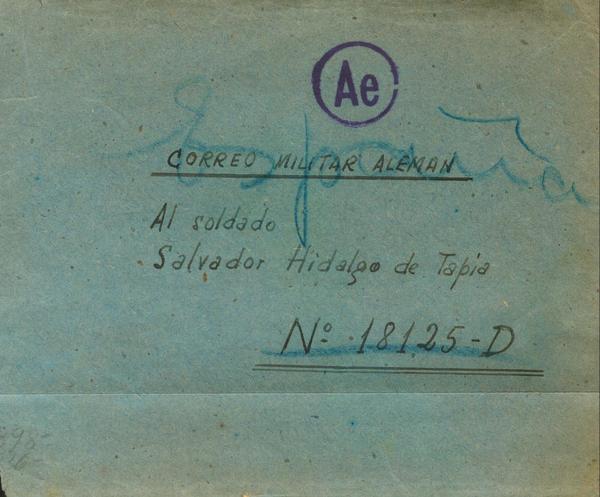 Ae
España
CORREO MILITAR ALEMAN
Al soldado
Salvador Hidalgo de Tapia
Nº 18125-D